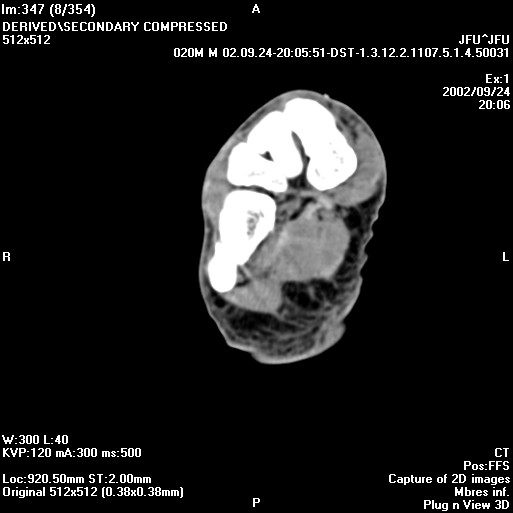 Im:347 (8/354)
A
DERIVED\SECONDARY COMPRESSED
512x512
JFU^JFU
020M M 02.09.24-20:05:51-DST-1.3.12.2.1107.5.1.4.50031
Ex:1
2002/09/24
20:06
R
L
W:300 L:40
KVP:120 mA:300 ms:500
CT
Pos:FFS
Loc:920.50mm ST:2.00mm
Capture of 2D images
Original 512x512 (0.38x0.38mm)
Mbres inf.
P
Plug n View 3D